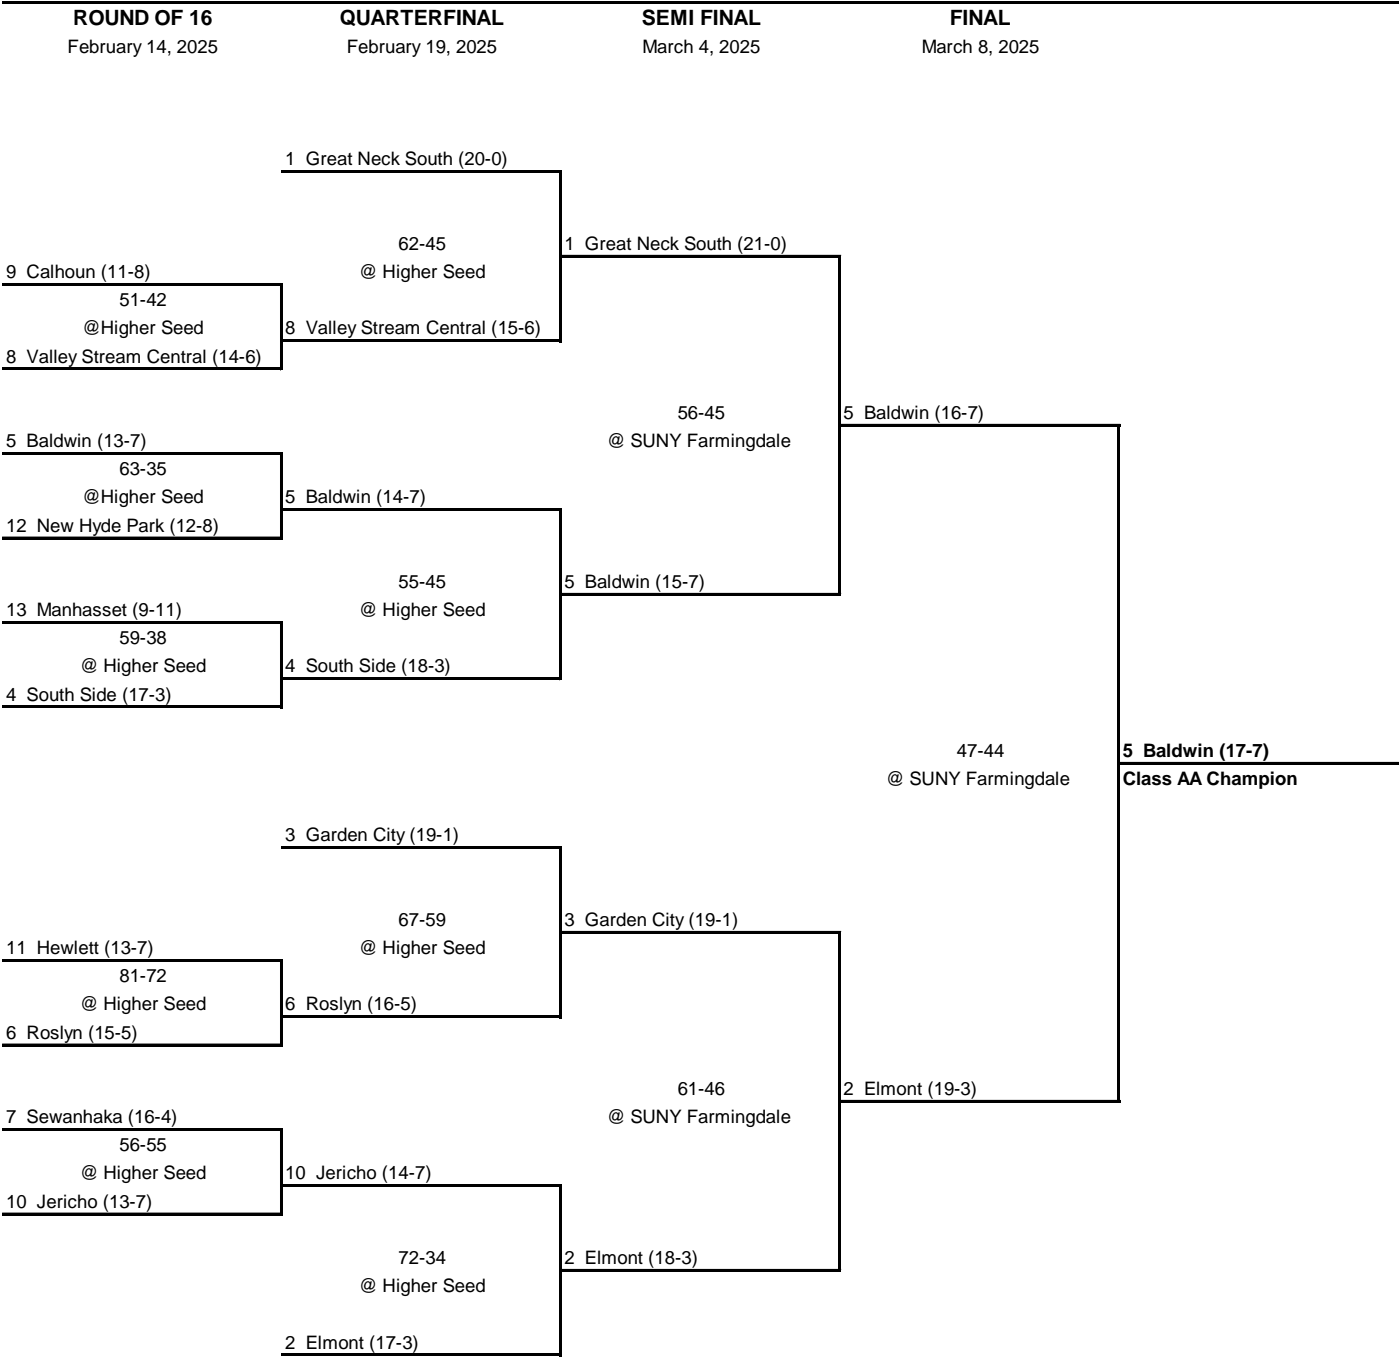 ROUND OF 16 QUARTERFINAL SEMI FINAL FINAL
February 14, 2025 February 19, 2025 March 4, 2025 March 8, 2025
1 Great Neck South (20-0)
62-45 1 Great Neck South (21-0)
9 Calhoun (11-8) @ Higher Seed
51-42
@Higher Seed 8 Valley Stream Central (15-6)
8 Valley Stream Central (14-6)
56-45 5 Baldwin (16-7)
5 Baldwin (13-7) @ SUNY Farmingdale
63-35
@Higher Seed 5 Baldwin (14-7)
12 New Hyde Park (12-8)
55-45 5 Baldwin (15-7)
13 Manhasset (9-11) @ Higher Seed
59-38
@ Higher Seed 4 South Side (18-3)
4 South Side (17-3)
47-44 5 Baldwin (17-7)
@ SUNY Farmingdale Class AA Champion
3 Garden City (19-1)
67-59 3 Garden City (19-1)
11 Hewlett (13-7) @ Higher Seed
81-72
@ Higher Seed 6 Roslyn (16-5)
6 Roslyn (15-5)
61-46 2 Elmont (19-3)
7 Sewanhaka (16-4) @ SUNY Farmingdale
56-55
@ Higher Seed 10 Jericho (14-7)
10 Jericho (13-7)
72-34 2 Elmont (18-3)
@ Higher Seed
2 Elmont (17-3)